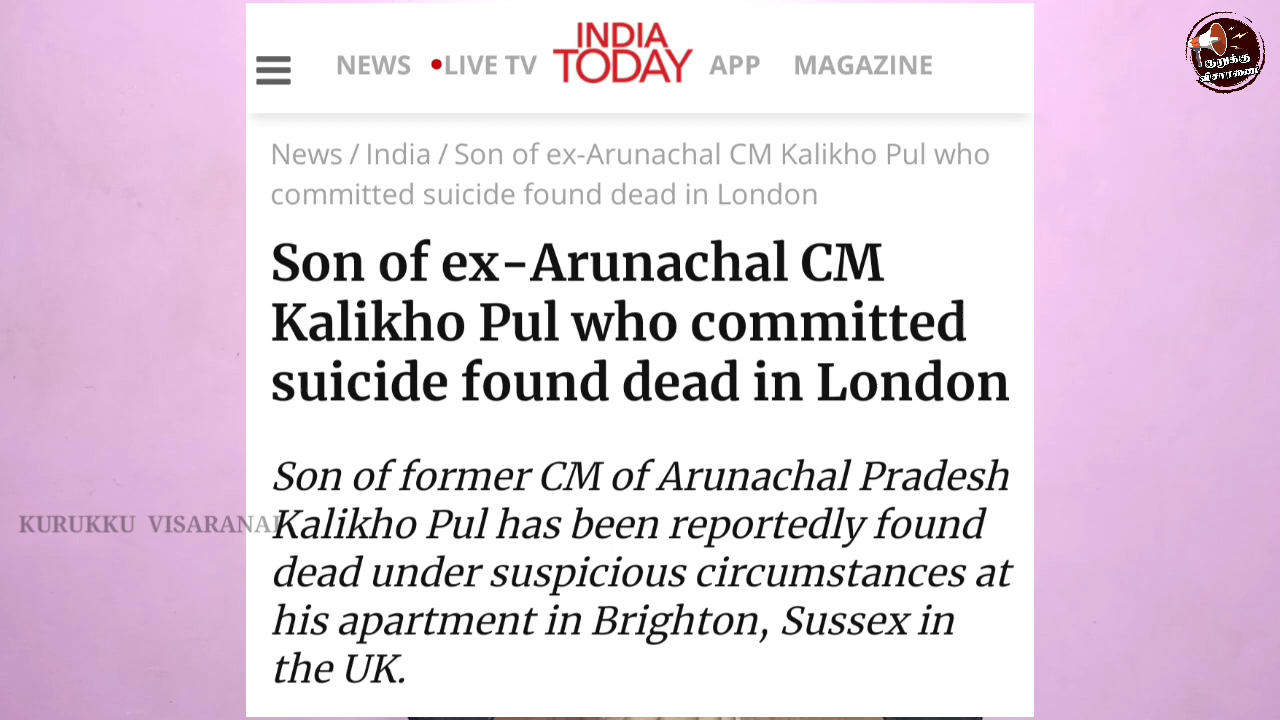 NEWS LIVE TV INDIA TODAY APP MAGAZINE
குறுக்கு
விசாரணை
News / India / Son of ex-Arunachal CM Kalikho Pul who
committed suicide found dead in London
Son of ex-Arunachal CM
Kalikho Pul who committed
suicide found dead in London
Son of former CM of Arunachal Pradesh
KURUKKU VISARANAI
Kalikho Pul has been reportedly found
dead under suspicious circumstances at
his apartment in Brighton, Sussex in
the UK.